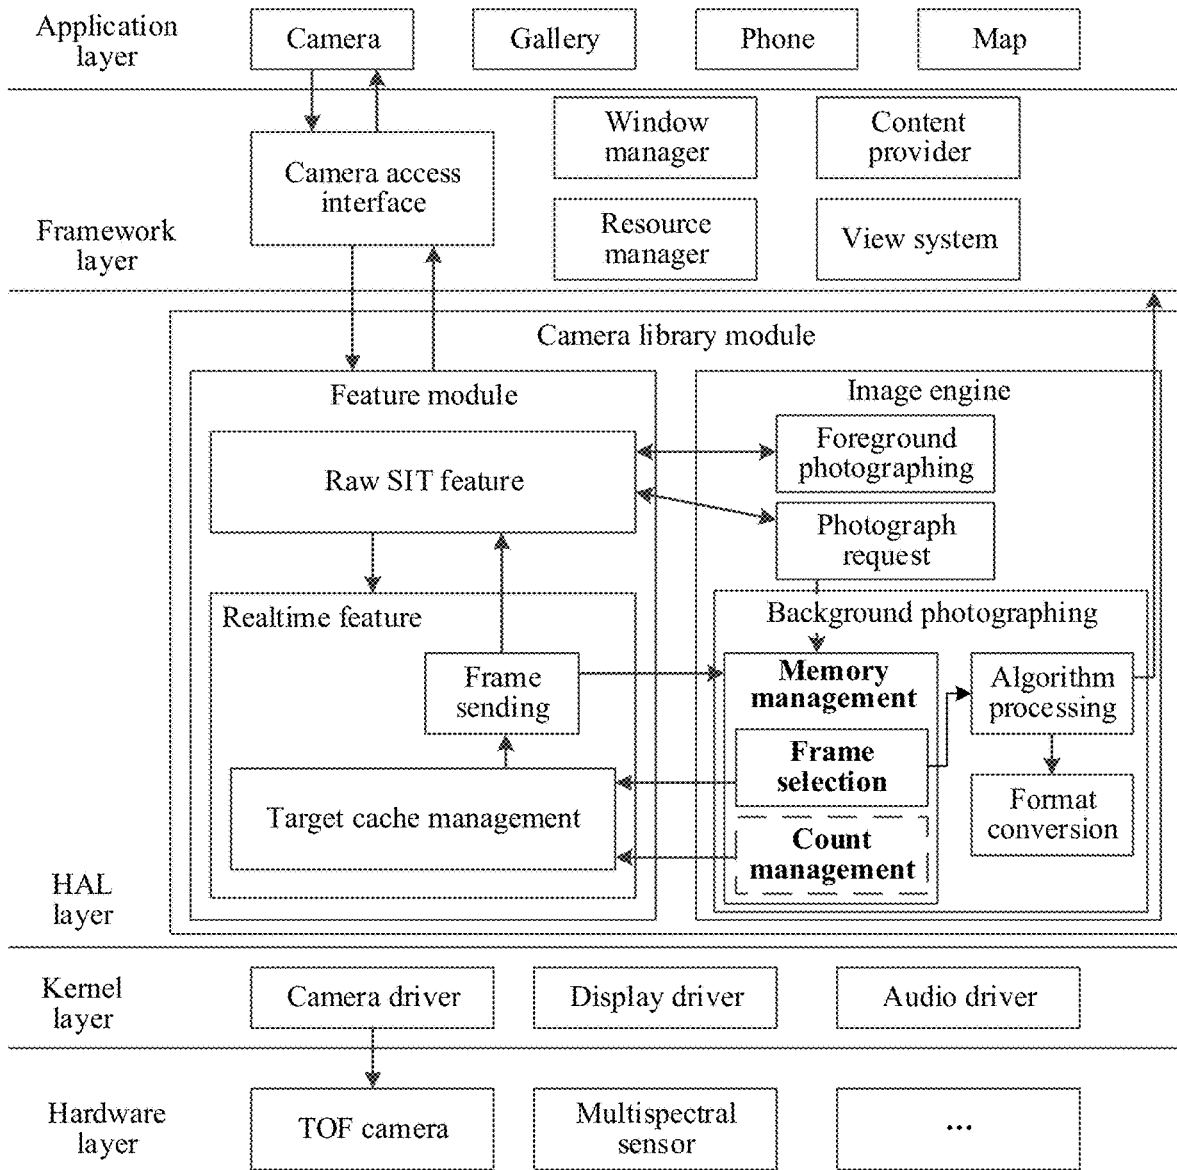 Application
layer
Camera
Gallery
Phone
Map
Framework
layer
Camera access
interface
Window
manager
Content
provider
Resource
manager
View system
HAL
layer
Camera library module
Feature module
Raw SIT feature
Realtime feature
Frame
sending
Target cache management
Image engine
Foreground
photographing
Photograph
request
Background photographing
Memory
management
Frame
selection
Count
management
Algorithm
processing
Format
conversion
Kernel
layer
Camera driver
Display driver
Audio driver
Hardware
layer
TOF camera
Multispectral
sensor
...